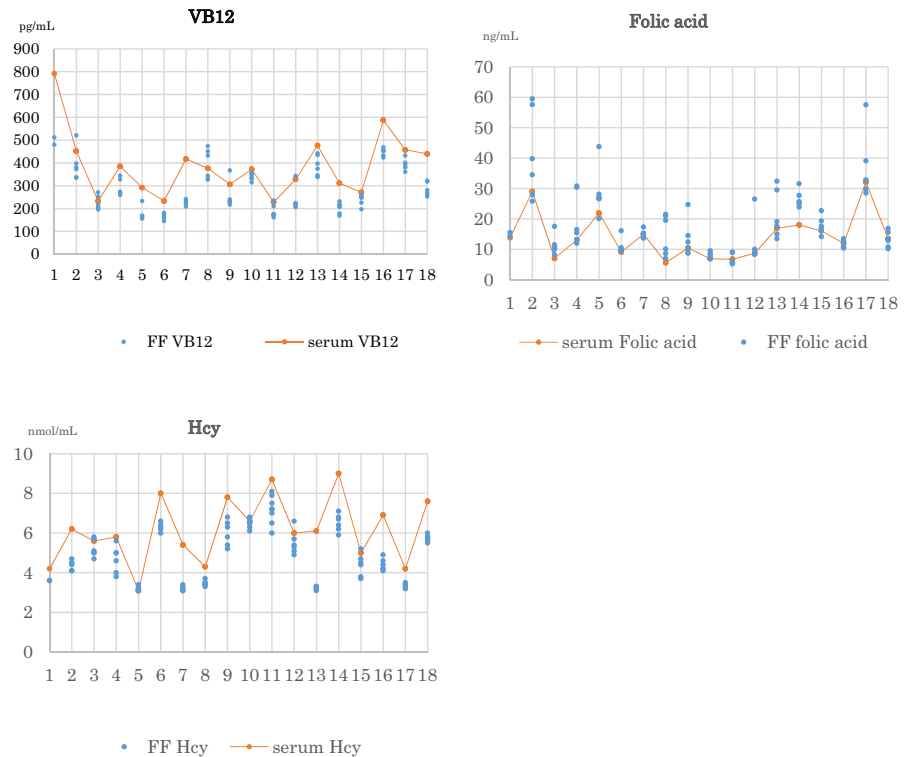 VB12
pg/mL
900
800
700
600
500
400
300
200
100
0
1 2 3 4 5 6 7 8 9 10 11 12 13 14 15 16 17 18
FF VB12 serum VB12
Folic acid
ng/mL
70
60
50
40
30
20
10
0
1 2 3 4 5 6 7 8 9 10 11 12 13 14 15 16 17 18
serum Folic acid FF folic acid
Hcy
nmol/mL
10
8
6
4
2
0
1 2 3 4 5 6 7 8 9 10 11 12 13 14 15 16 17 18
FF Hcy serum Hcy